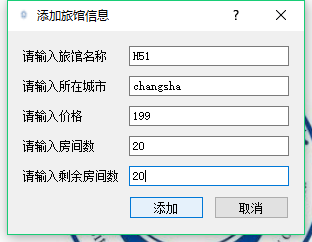 添加旅馆信息
请输入旅馆名称 H51
请输入所在城市 changsha
请输入价格 199
请输入房间数 20
请输入剩余房间数 20
添加 取消